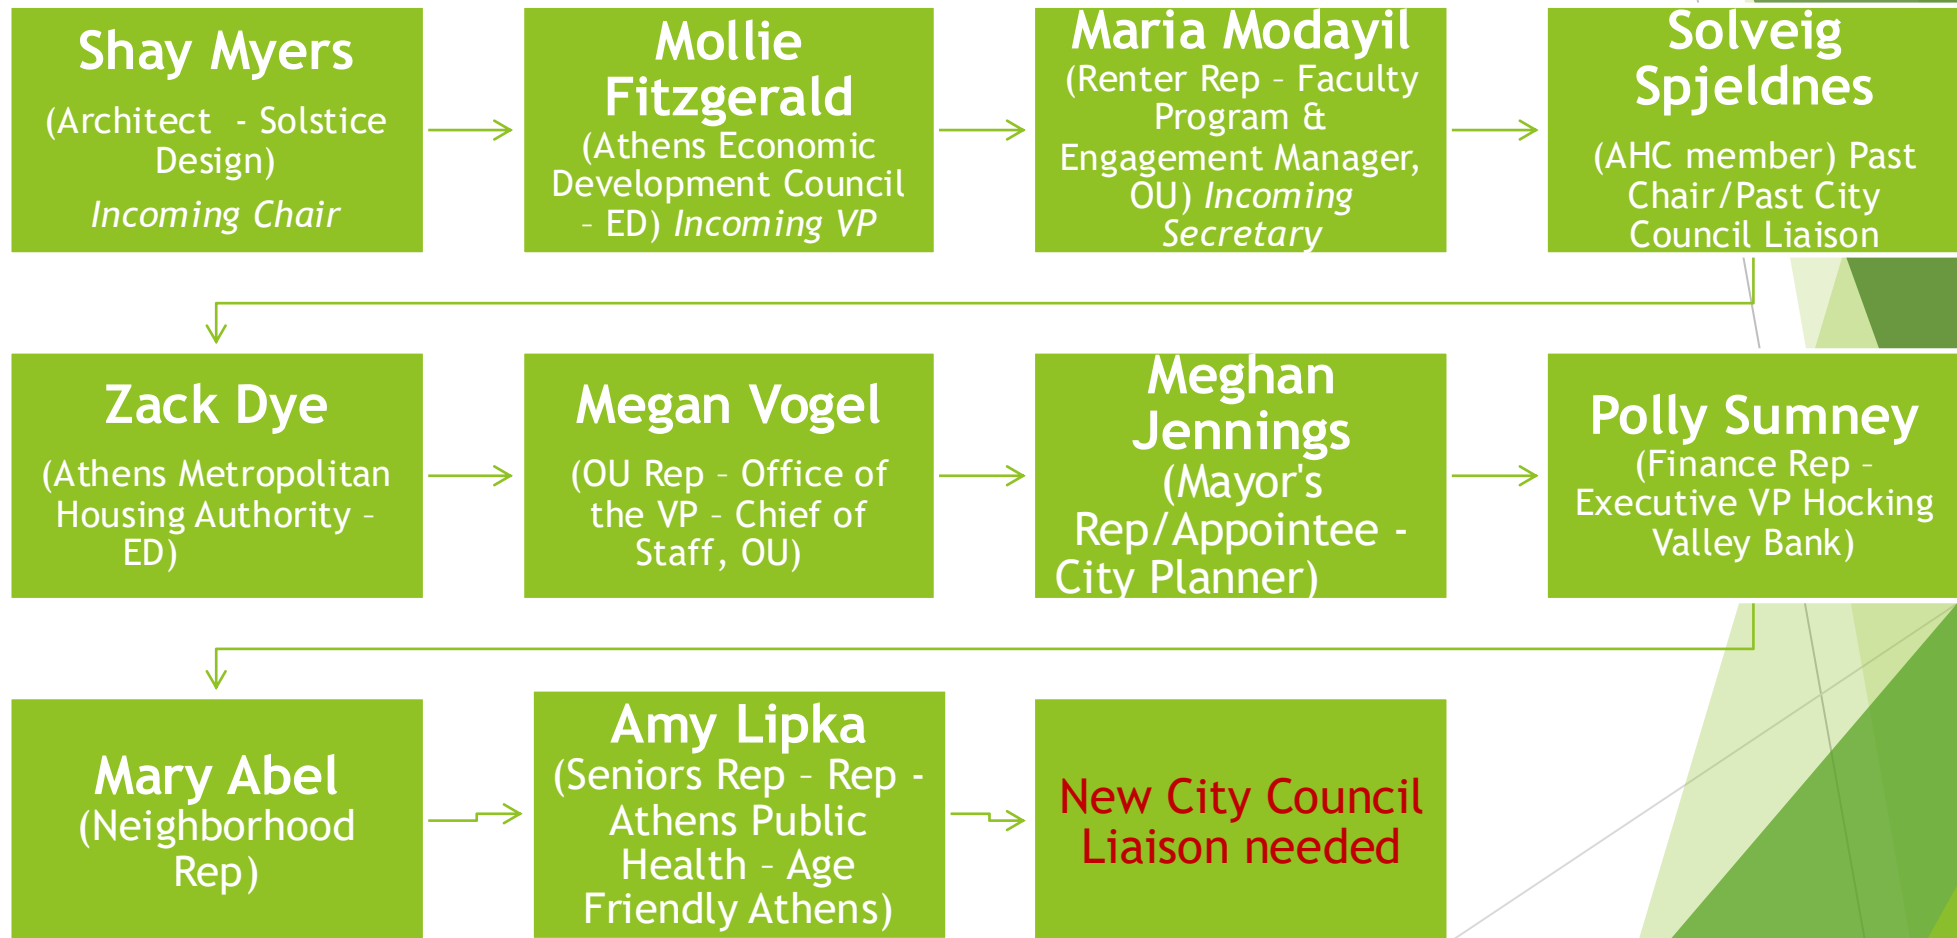 Shay Myers
(Architect - Solstice
Design)
Incoming Chair
Mollie
Fitzgerald
(Athens Economic
Development Council
– ED) Incoming VP
Maria Modayil
(Renter Rep – Faculty
Program &
Engagement Manager,
OU) Incoming
Secretary
Solveig
Spjeldnes
(AHC member) Past
Chair/Past City
Council Liaison
Zack Dye
(Athens Metropolitan
Housing Authority –
ED)
Megan Vogel
(OU Rep – Office of
the VP – Chief of
Staff, OU)
Meghan
Jennings
(Mayor's
Rep/Appointee -
City Planner)
Polly Sumney
(Finance Rep –
Executive VP Hocking
Valley Bank)
Mary Abel
(Neighborhood
Rep)
Amy Lipka
(Seniors Rep – Rep -
Athens Public
Health – Age
Friendly Athens)
New City Council
Liaison needed